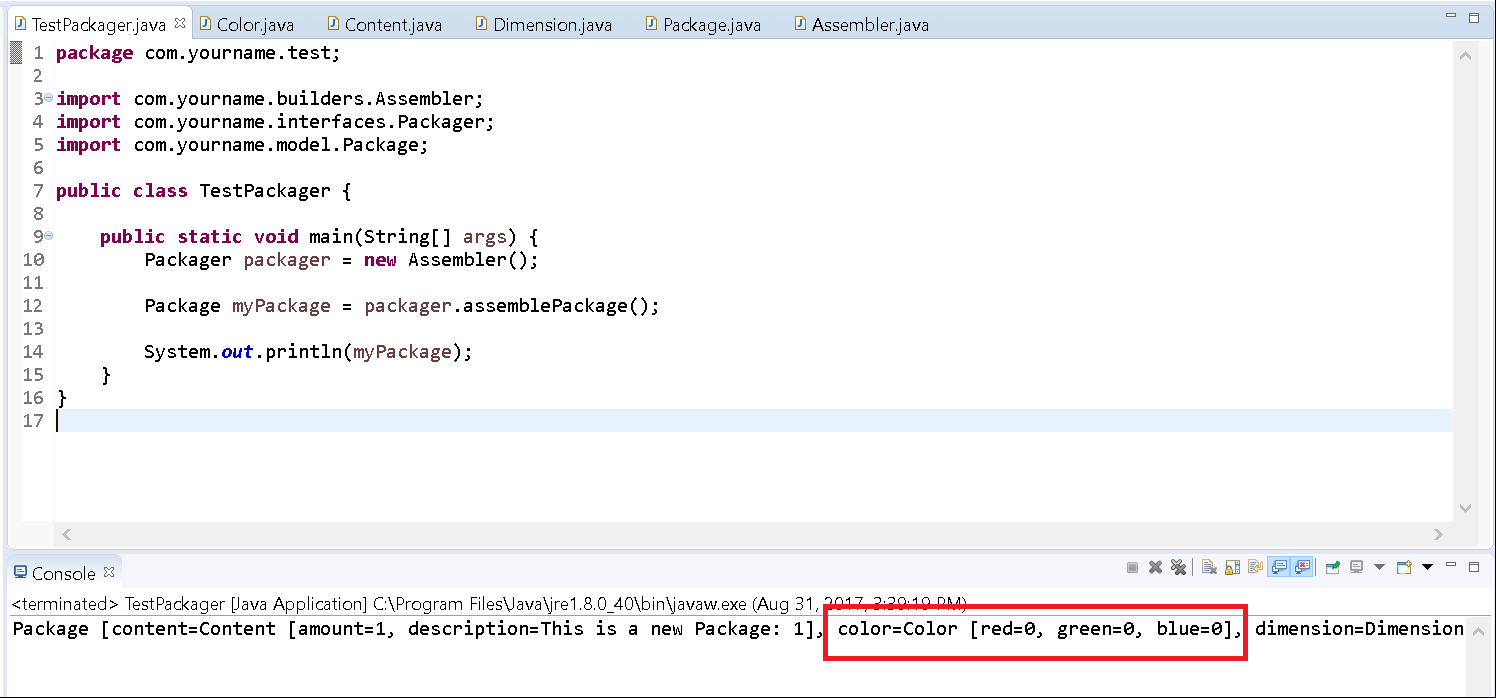 TestPackager.java Color.java Content.java Dimension.java Package.java Assembler.java
1 package com.yourname.test;
2
3 import com.yourname.builders.Assembler;
4 import com.yourname.interfaces.Packager;
5 import com.yourname.model.Package;
6
7 public class TestPackager {
8
9 public static void main(String[] args) {
10 Packager packager = new Assembler();
11
12 Package myPackage = packager.assemblePackage();
13
14 System.out.println(myPackage);
15 }
16 }
17
Console
<terminated> TestPackager [Java Application] C:\Program Files\Java\jre1.8.0_40\bin\javaw.exe (Aug 31, 2017, 3:39:19 PM)
Package [content=Content [amount=1, description=This is a new Package: 1], color=Color [red=0, green=0, blue=0], dimension=Dimension